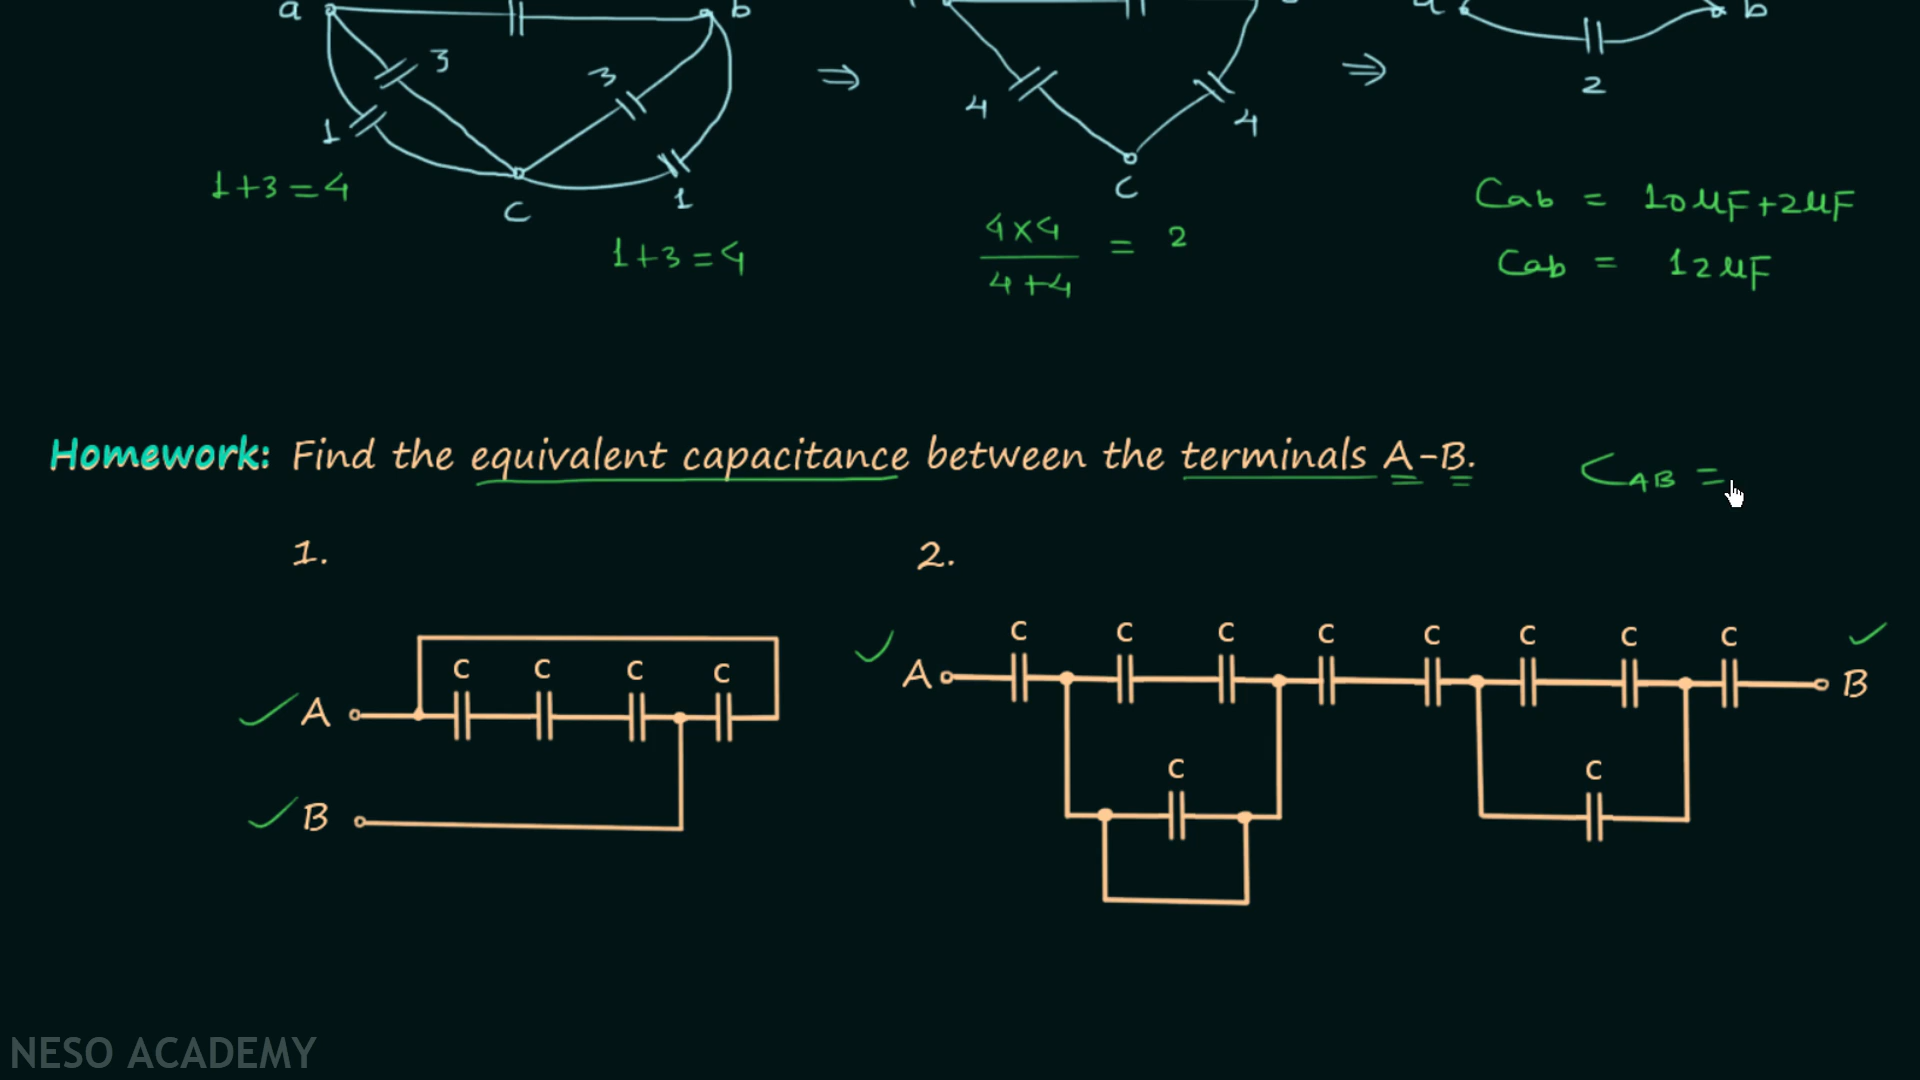 a b a b
3 3 4 4 2
1 1
c C
1+3=4
1+3=4
4×4
4+4
= 2
Cab = 10μF+2μF
Cab = 12μF
Homework: Find the equivalent capacitance between the terminals A-B.
CAB =
1. 2.
C C C C C C C C
A B
C C C C
A
C C
B
NESO ACADEMY